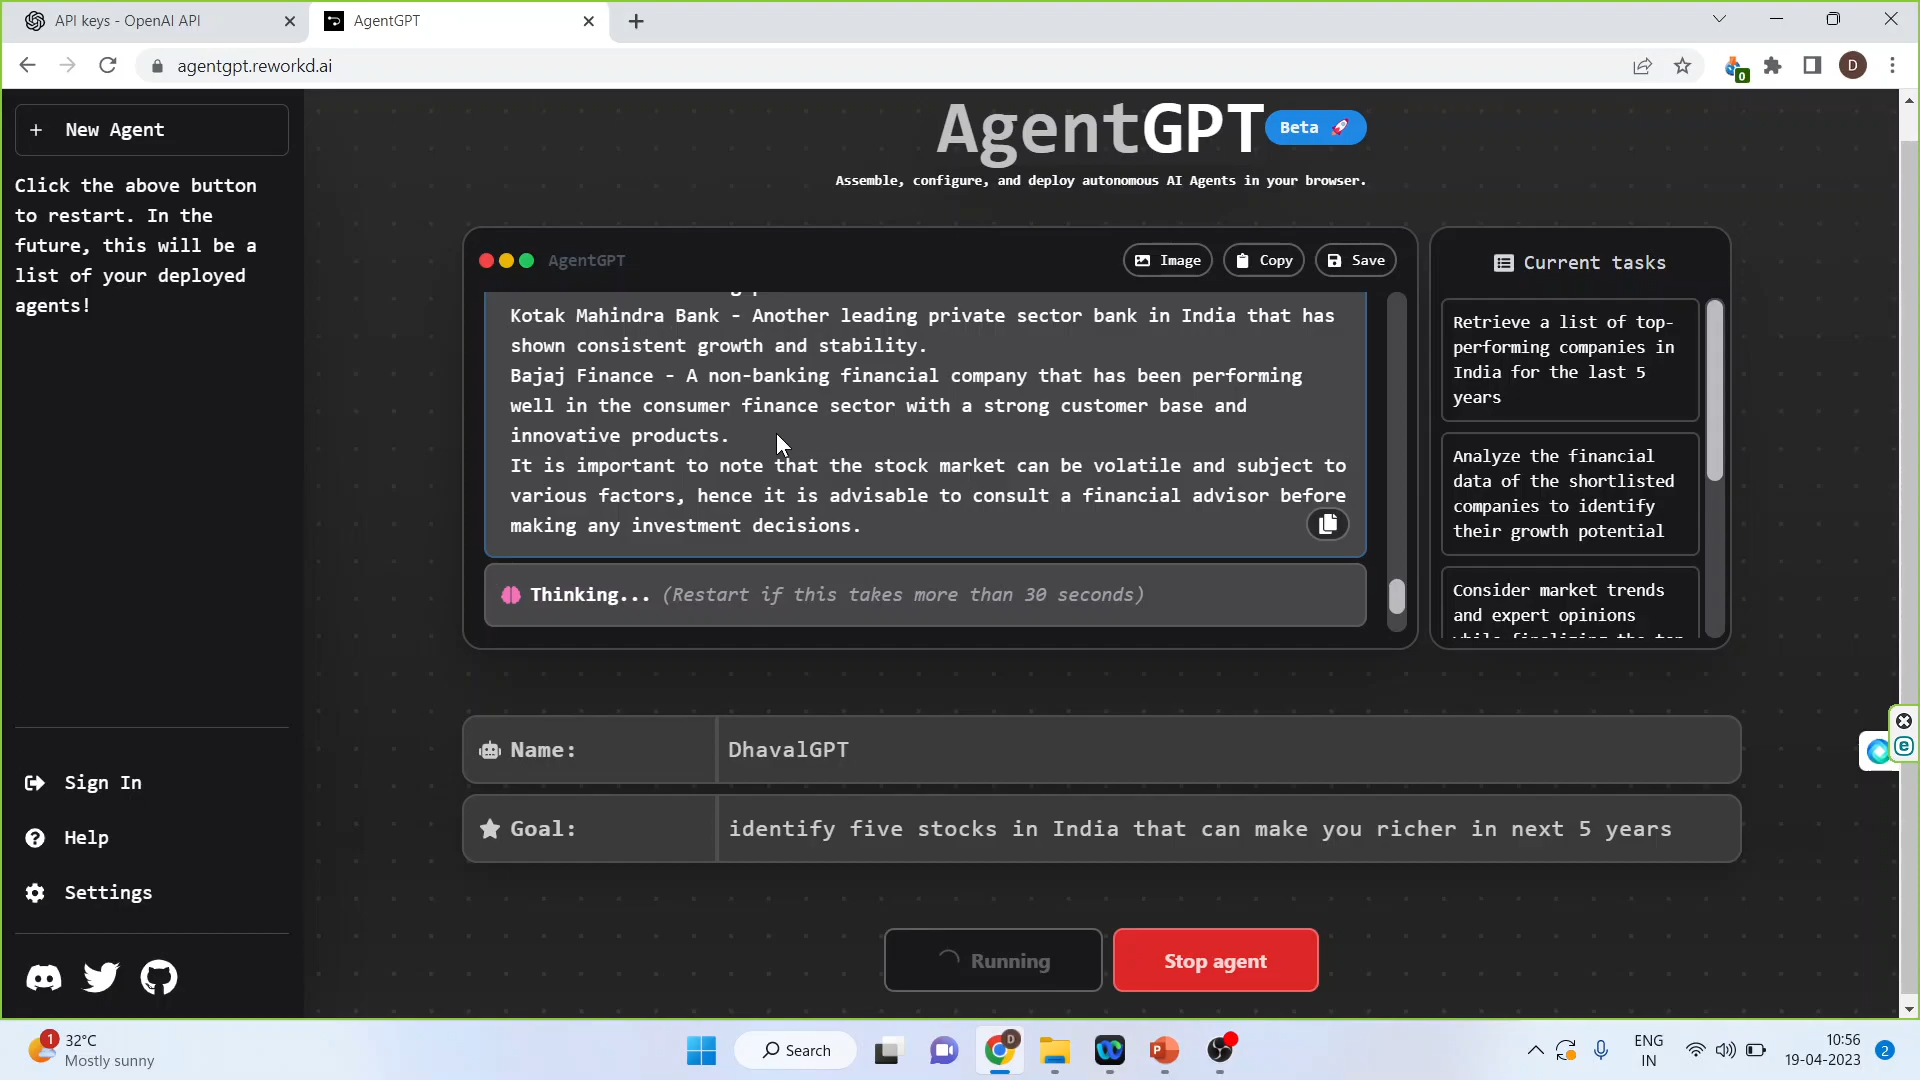 API keys - OpenAI API
AgentGPT
agentgpt.reworkd.ai
0
D
+ New Agent
Click the above button
to restart. In the
future, this will be a
list of your deployed
agents!
Sign In
Help
Settings
AgentGPT
Beta
Assemble, configure, and deploy autonomous AI Agents in your browser.
AgentGPT
Image
Copy
Save
Kotak Mahindra Bank - Another leading private sector bank in India that has
shown consistent growth and stability.
Bajaj Finance - A non-banking financial company that has been performing
well in the consumer finance sector with a strong customer base and
innovative products.
It is important to note that the stock market can be volatile and subject to
various factors, hence it is advisable to consult a financial advisor before
making any investment decisions.
Thinking... (Restart if this takes more than 30 seconds)
Current tasks
Retrieve a list of top-
performing companies in
India for the last 5
years
Analyze the financial
data of the shortlisted
companies to identify
their growth potential
Consider market trends
and expert opinions
while finalizing the top
Name:
DhavalGPT
Goal:
identify five stocks in India that can make you richer in next 5 years
Running
Stop agent
1
32°C
Mostly sunny
Search
D
P
ENG
IN
10:56
19-04-2023
2